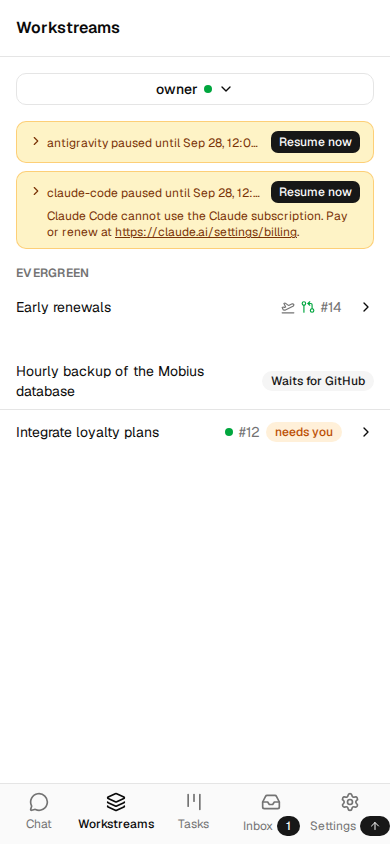 Workstreams
owner
antigravity paused until Sep 28, 12:0...
Resume now
claude-code paused until Sep 28, 12:...
Resume now
Claude Code cannot use the Claude subscription. Pay
or renew at https://claude.ai/settings/billing.
EVERGREEN
Early renewals
#14
Hourly backup of the Mobius
database
Waits for GitHub
Integrate loyalty plans
#12
needs you
Chat
Workstreams
Tasks
Inbox 1
Settings